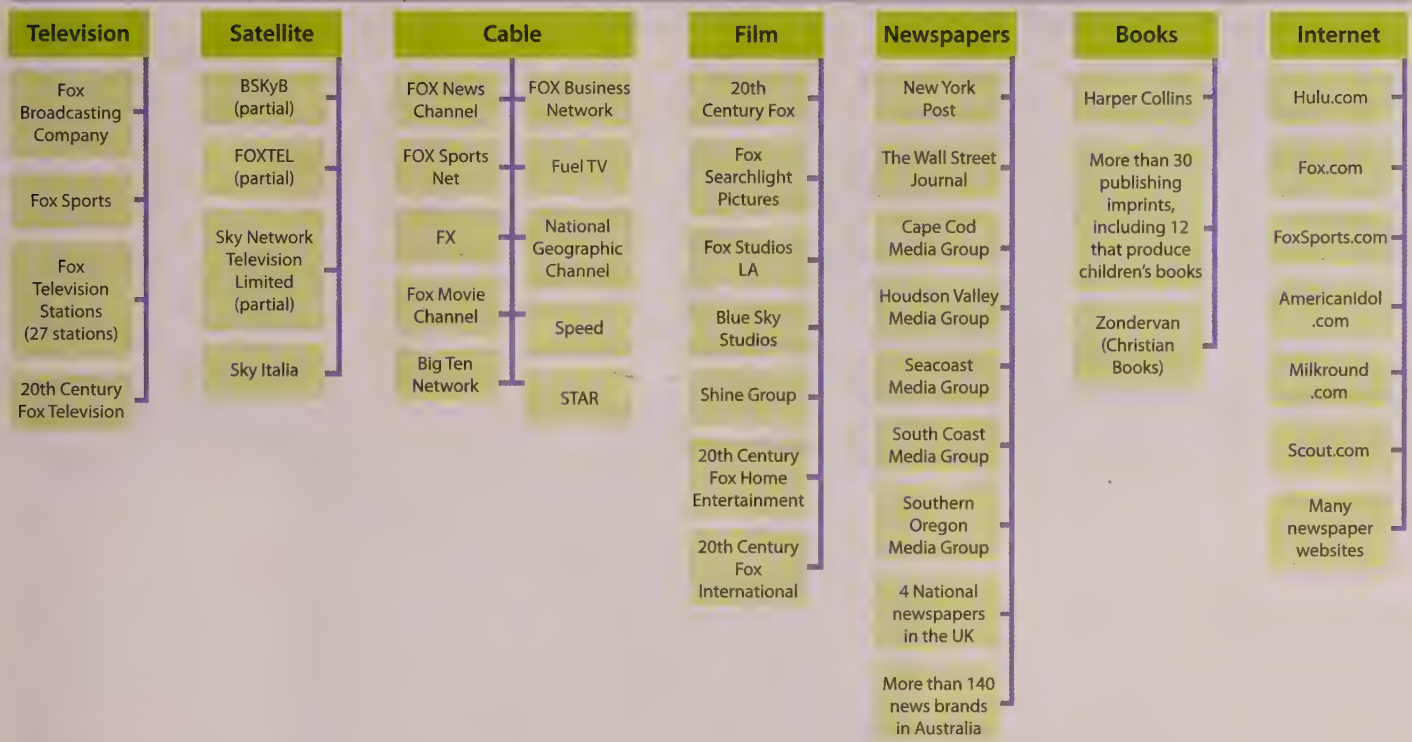 Television
Fox
Broadcasting
Company
Fox Sports
Fox
Television
Stations
(27 stations)
20th Century
Fox Television
Satellite
BSKyB
(partial)
FOXTEL
(partial)
Sky Network
Television
Limited
(partial)
Sky Italia
Cable
FOX News
Channel
FOX Sports
Net
FX
Fox Movie
Channel
Big Ten
Network
FOX Business
Network
Fuel TV
National
Geographic
Channel
Speed
STAR
Film
20th
Century Fox
Fox
Searchlight
Pictures
Fox Studios
LA
Blue Sky
Studios
Shine Group
20th Century
Fox Home
Entertainment
20th Century
Fox
International
Newspapers
New York
Post
The Wall Street
Journal
Cape Cod
Media Group
Houdson Valley
Media Group
Seacoast
Media Group
South Coast
Media Group
Southern
Oregon
Media Group
4 National
newspapers
in the UK
More than 140
news brands
in Australia
Books
Harper Collins
More than 30
publishing
imprints,
including 12
that produce
children's books
Zondervan
(Christian
Books)
Internet
Hulu.com
Fox.com
FoxSports.com
AmericanIdol
.com
Milkround
.com
Scout.com
Many
newspaper
websites